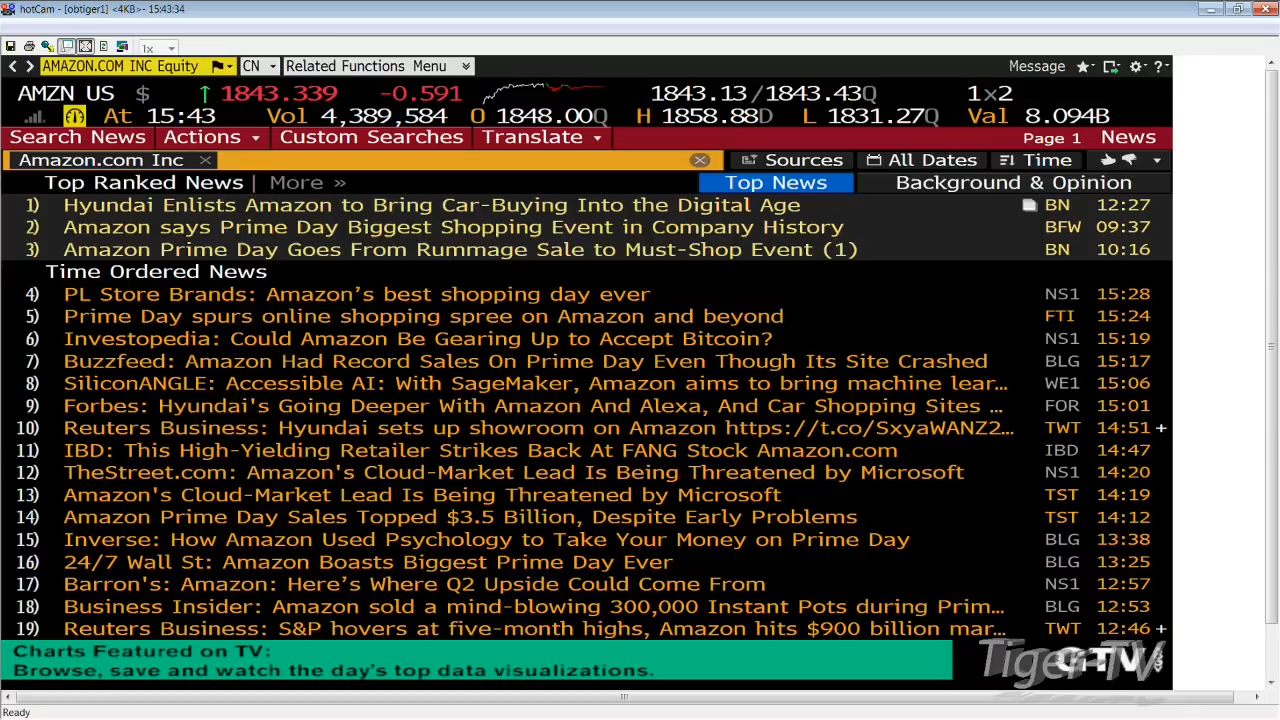 hotCam - [obtiger1] <4KB>- 15:43:34
1x
AMAZON.COM INC Equity CN Related Functions Menu Message ?
AMZN US $ ↑ 1843.339 -0.591 1843.13/1843.43Q 1x2
At 15:43 Vol 4,389,584 O 1848.00Q H 1858.88D L 1831.27Q Val 8.094B
Search News Actions Custom Searches Translate Page 1 News
Amazon.com Inc × Sources All Dates Time
Top Ranked News | More » Top News Background & Opinion
1) Hyundai Enlists Amazon to Bring Car-Buying Into the Digital Age BN 12:27
2) Amazon says Prime Day Biggest Shopping Event in Company History BFW 09:37
3) Amazon Prime Day Goes From Rummage Sale to Must-Shop Event (1) BN 10:16
Time Ordered News
4) PL Store Brands: Amazon’s best shopping day ever NS1 15:28
5) Prime Day spurs online shopping spree on Amazon and beyond FTI 15:24
6) Investopedia: Could Amazon Be Gearing Up to Accept Bitcoin? NS1 15:19
7) Buzzfeed: Amazon Had Record Sales On Prime Day Even Though Its Site Crashed BLG 15:17
8) SiliconANGLE: Accessible AI: With SageMaker, Amazon aims to bring machine lear... WE1 15:06
9) Forbes: Hyundai's Going Deeper With Amazon And Alexa, And Car Shopping Sites ... FOR 15:01
10) Reuters Business: Hyundai sets up showroom on Amazon https://t.co/SxyaWANZ2... TWT 14:51+
11) IBD: This High-Yielding Retailer Strikes Back At FANG Stock Amazon.com IBD 14:47
12) TheStreet.com: Amazon's Cloud-Market Lead Is Being Threatened by Microsoft NS1 14:20
13) Amazon's Cloud-Market Lead Is Being Threatened by Microsoft TST 14:19
14) Amazon Prime Day Sales Topped $3.5 Billion, Despite Early Problems TST 14:12
15) Inverse: How Amazon Used Psychology to Take Your Money on Prime Day BLG 13:38
16) 24/7 Wall St: Amazon Boasts Biggest Prime Day Ever BLG 13:25
17) Barron's: Amazon: Here’s Where Q2 Upside Could Come From NS1 12:57
18) Business Insider: Amazon sold a mind-blowing 300,000 Instant Pots during Prim... BLG 12:53
19) Reuters Business: S&P hovers at five-month highs, Amazon hits $900 billion mar... TWT 12:46+
Charts Featured on TV:
Browse, save and watch the day's top data visualizations.
Tiger-TV
Ready